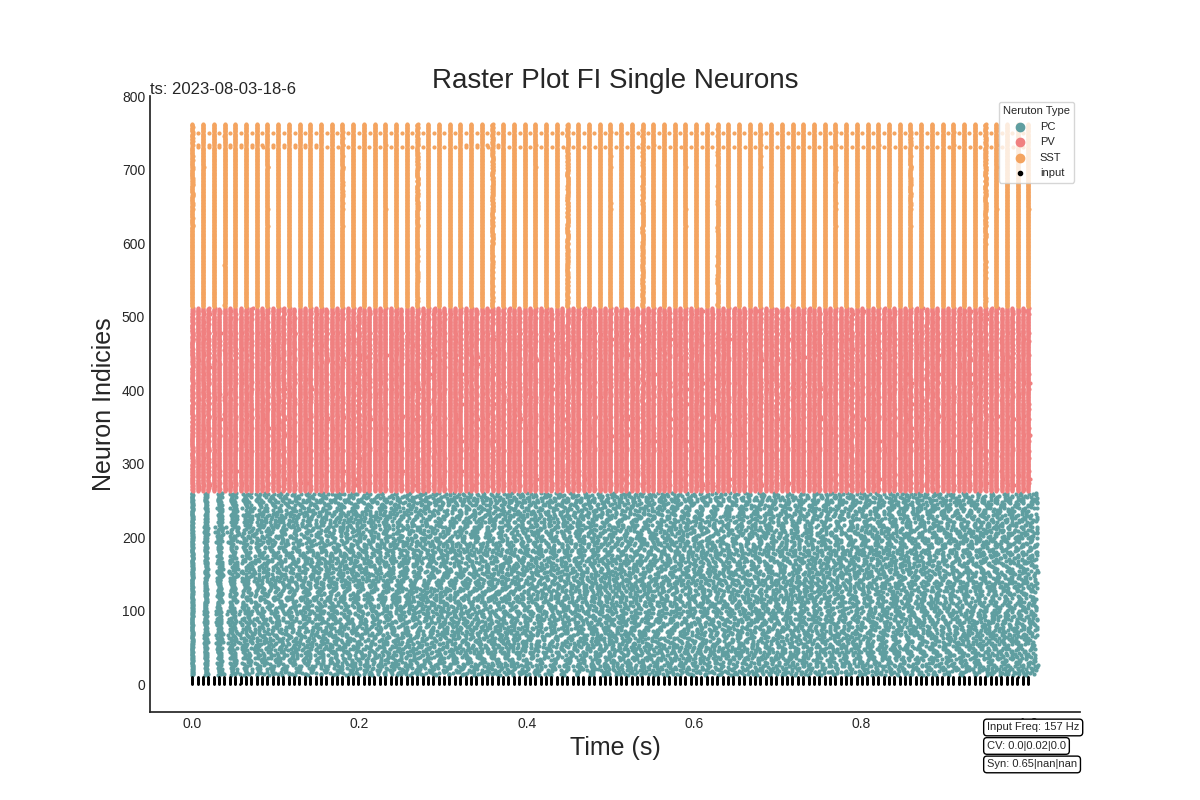 Raster Plot FI Single Neurons
ts: 2023-08-03-18-6
800
700
600
500
400
300
200
100
0
Neuron Indicies
Neruton Type
PC
PV
SST
input
0.0
0.2
0.4
0.6
0.8
Time (s)
Input Freq: 157 Hz
CV: 0.0|0.02|0.0
Syn: 0.65|nan|nan